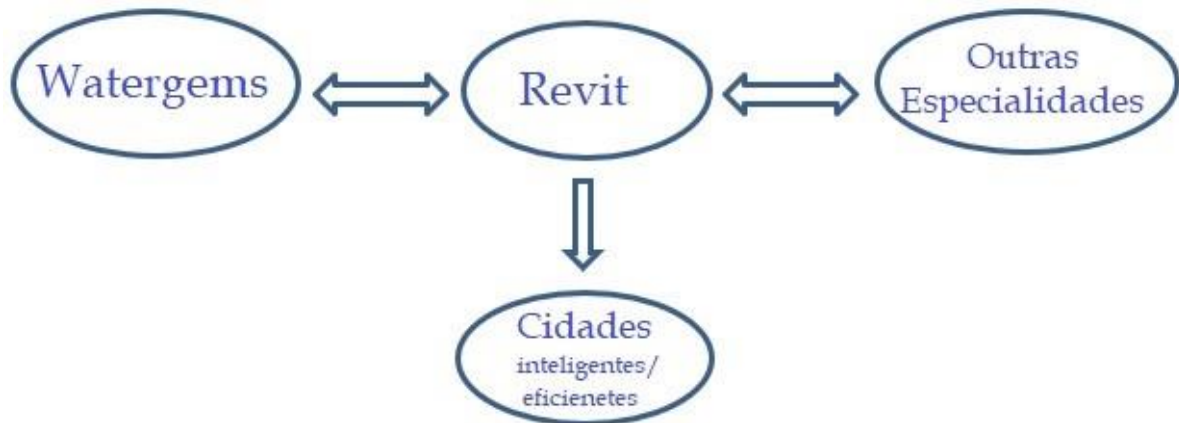 Watergems
Revit
Outras
Especialidades
Cidades
inteligentes/
eficienetes